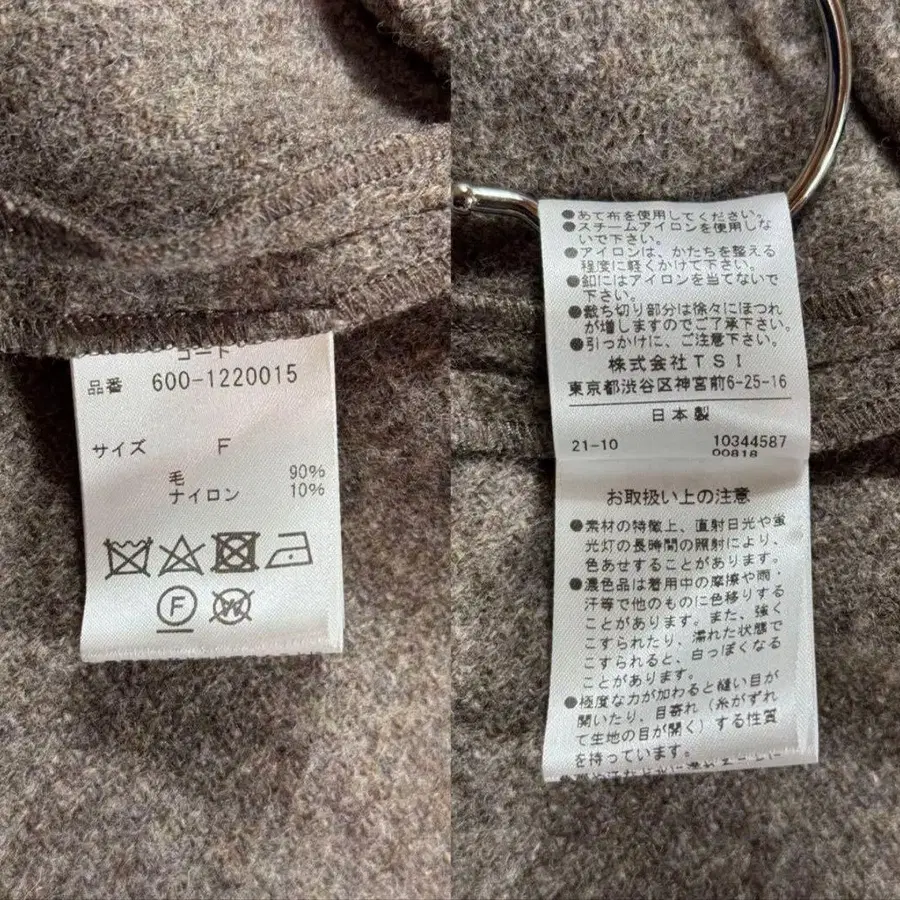 コート
品番 600-1220015
サイズ F
毛 90%
ナイロン 10%
F
W
●あて布を使用してください。
●スチームアイロンを使用しな
いで下さい。
●アイロンは、かたちを整える
程度に軽くかけて下さい。
●釦にはアイロンを当てないで
下さい。
●裁ち切り部分は徐々にほつれ
が増しますのでご了承下さい。
●引っかけに、ご注意下さい。
株式会社TSI
東京都渋谷区神宮前6-25-16
日本製
21-10 10344587
00818
お取扱い上の注意
●素材の特徴上、直射日光や蛍
光灯の長時間の照射により、
色あせすることがあります。
●濃色品は着用中の摩擦や雨・
汗等で他のものに色移りする
ことがあります。また、強く
こすられたり、濡れた状態で
こすられると、白っぽくなる
ことがあります。
●極度な力が加わると縫い目が
開いたり、目寄れ（糸がずれ
て生地の目が開く）する性質
を持っています。